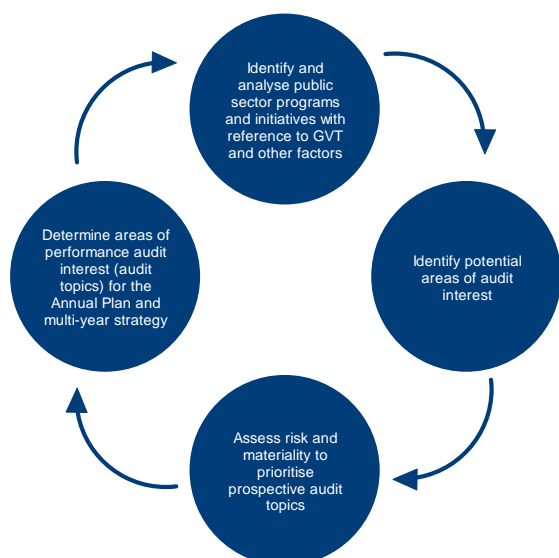 Identify and
analyse public
sector programs
and initiatives with
reference to GVT
and other factors
Identify potential
areas of audit
interest
Assess risk and
materiality to
prioritise
prospective audit
topics
Determine areas of
performance audit
interest (audit
topics) for the
Annual Plan and
multi-year strategy